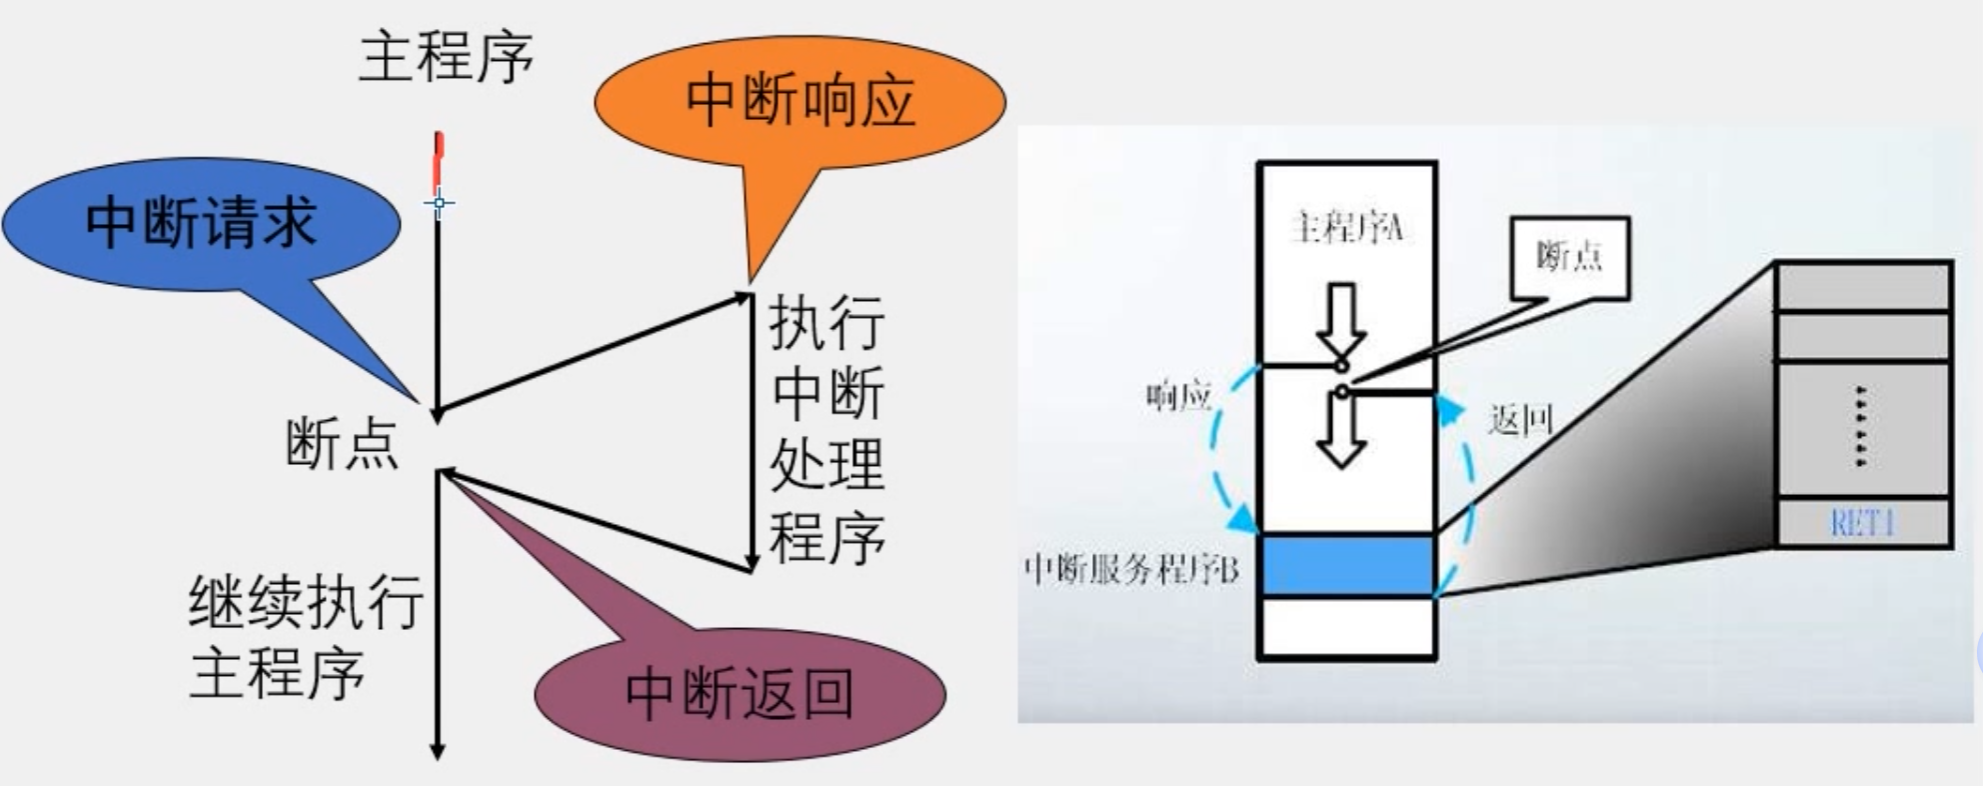 主程序
中断响应
中断请求
执行
中断
处理
程序
断点
继续执行
主程序
中断返回
主程序A
断点
响应
返回
中断服务程序B
RETI